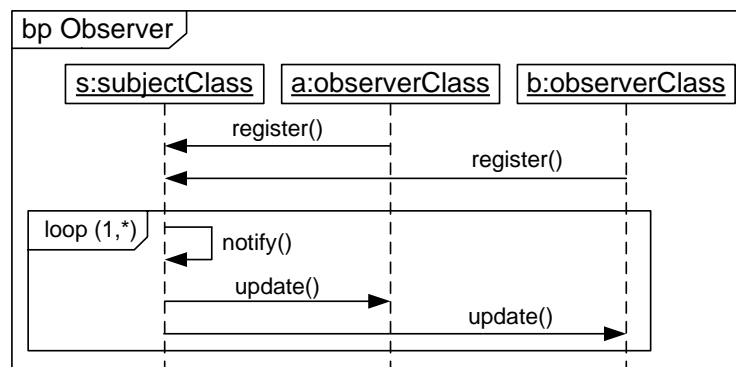 bp Observer
s:subjectClass
a:observerClass
b:observerClass
register()
register()
loop (1,*)
notify()
update()
update()